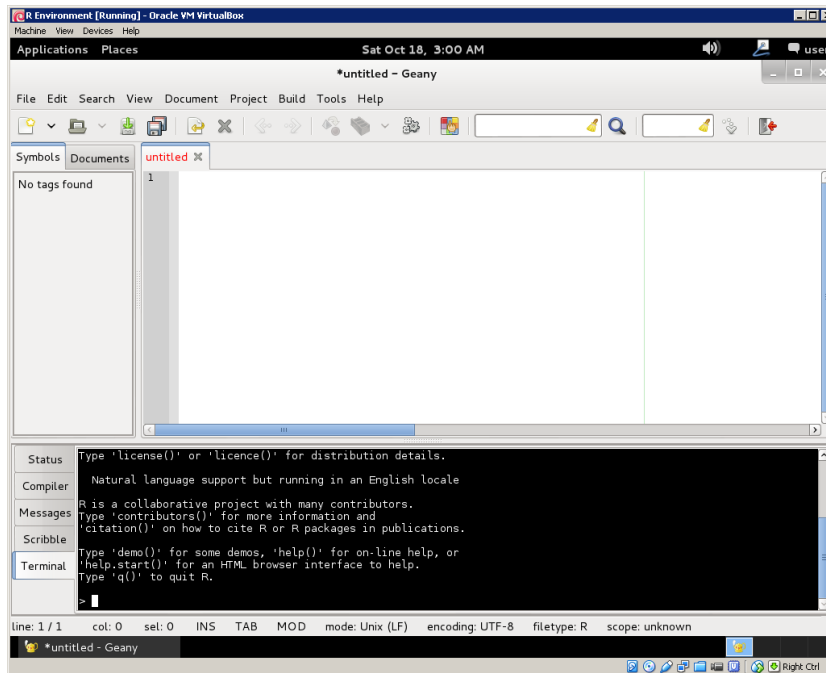 R Environment [Running] - Oracle VM VirtualBox
Machine View Devices Help
Applications Places Sat Oct 18, 3:00 AM user
*untitled - Geany
File Edit Search View Document Project Build Tools Help
Symbols Documents untitled
No tags found 1
Status
Compiler
Messages
Scribble
Terminal
Type 'license()' or 'licence()' for distribution details.
Natural language support but running in an English locale
R is a collaborative project with many contributors.
Type 'contributors()' for more information and
'citation()' on how to cite R or R packages in publications.
Type 'demo()' for some demos, 'help()' for on-line help, or
'help.start()' for an HTML browser interface to help.
Type 'q()' to quit R.
>
line: 1 / 1 col: 0 sel: 0 INS TAB MOD mode: Unix (LF) encoding: UTF-8 filetype: R scope: unknown
*untitled - Geany
Right Ctrl